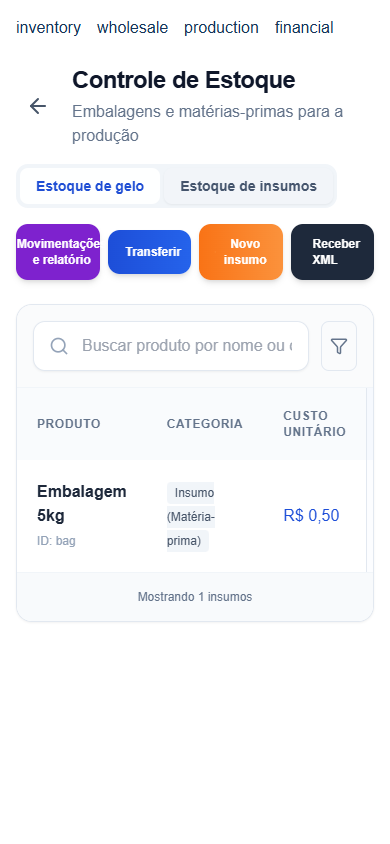 inventory wholesale production financial
Controle de Estoque
Embalagens e matérias-primas para a
produção
Estoque de gelo Estoque de insumos
Movimentaçõe
e relatório
Transferir
Novo
insumo
Receber
XML
Buscar produto por nome ou c
PRODUTO CATEGORIA CUSTO
UNITÁRIO
Embalagem
5kg
ID: bag
Insumo
(Matéria-
prima)
R$ 0,50
Mostrando 1 insumos